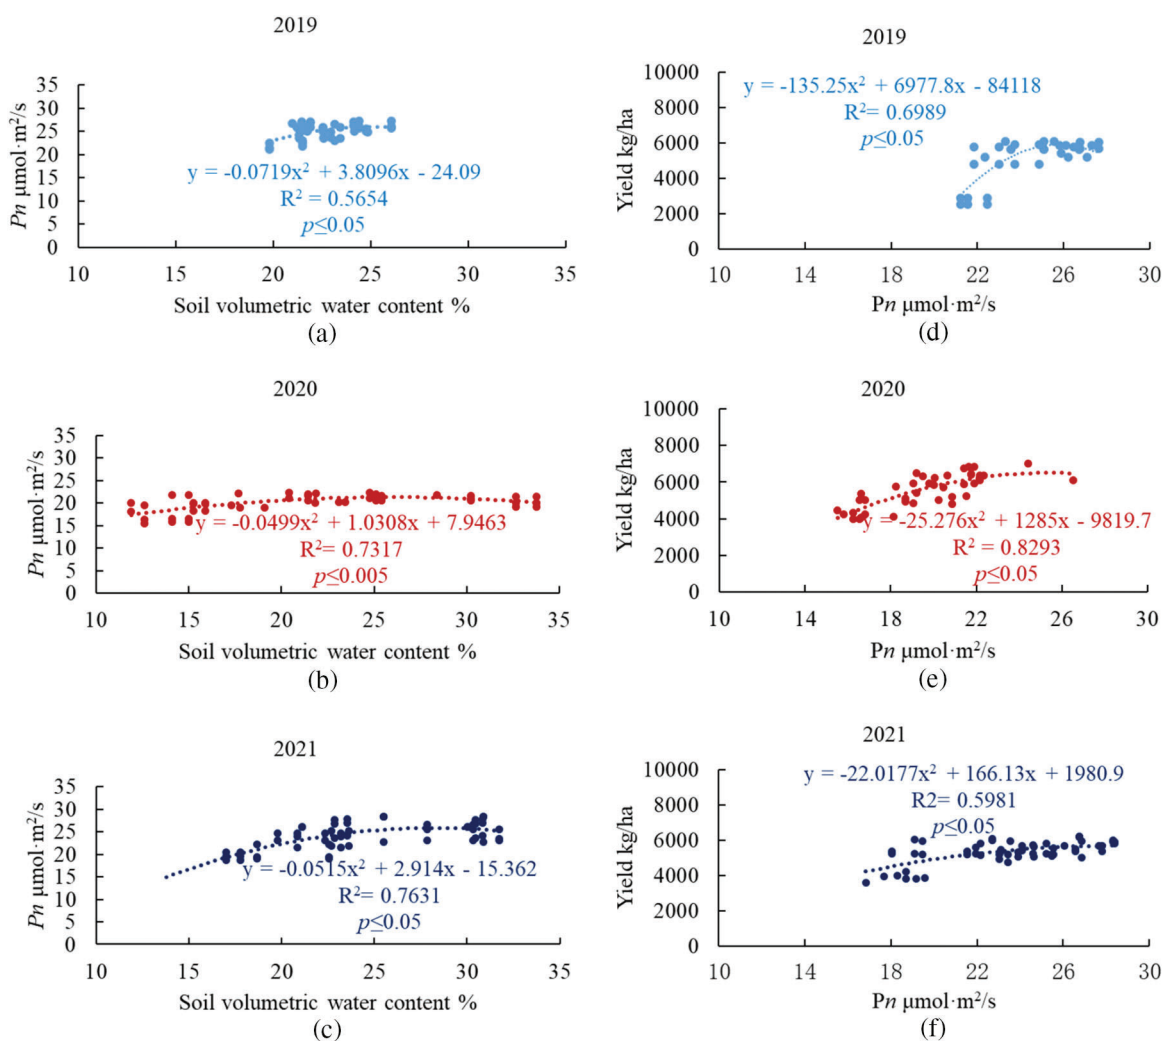 2019
35
30
25
20
15
10
5
0
Pn μmol·m²/s
y = -0.0719x² + 3.8096x - 24.09
R² = 0.5654
p≤0.05
10 15 20 25 30 35
Soil volumetric water content %
(a)
2019
10000
8000
6000
4000
2000
0
Yield kg/ha
y = -135.25x² + 6977.8x - 84118
R²= 0.6989
p≤0.05
10 14 18 22 26 30
Pn μmol·m²/s
(d)
2020
35
30
25
20
15
10
5
0
Pn μmol·m²/s
y = -0.0499x² + 1.0308x + 7.9463
R²= 0.7317
p≤0.005
10 15 20 25 30 35
Soil volumetric water content %
(b)
2020
10000
8000
6000
4000
2000
0
Yield kg/ha
y = -25.276x² + 1285x - 9819.7
R² = 0.8293
p≤0.05
10 14 18 22 26 30
Pn μmol·m²/s
(e)
2021
35
30
25
20
15
10
5
0
Pn μmol·m²/s
y = -0.0515x² + 2.914x - 15.362
R²= 0.7631
p≤0.05
10 15 20 25 30 35
Soil volumetric water content %
(c)
2021
10000
8000
6000
4000
2000
0
Yield kg/ha
y = -22.0177x² + 166.13x + 1980.9
R2= 0.5981
p≤0.05
10 14 18 22 26 30
Pn μmol·m²/s
(f)